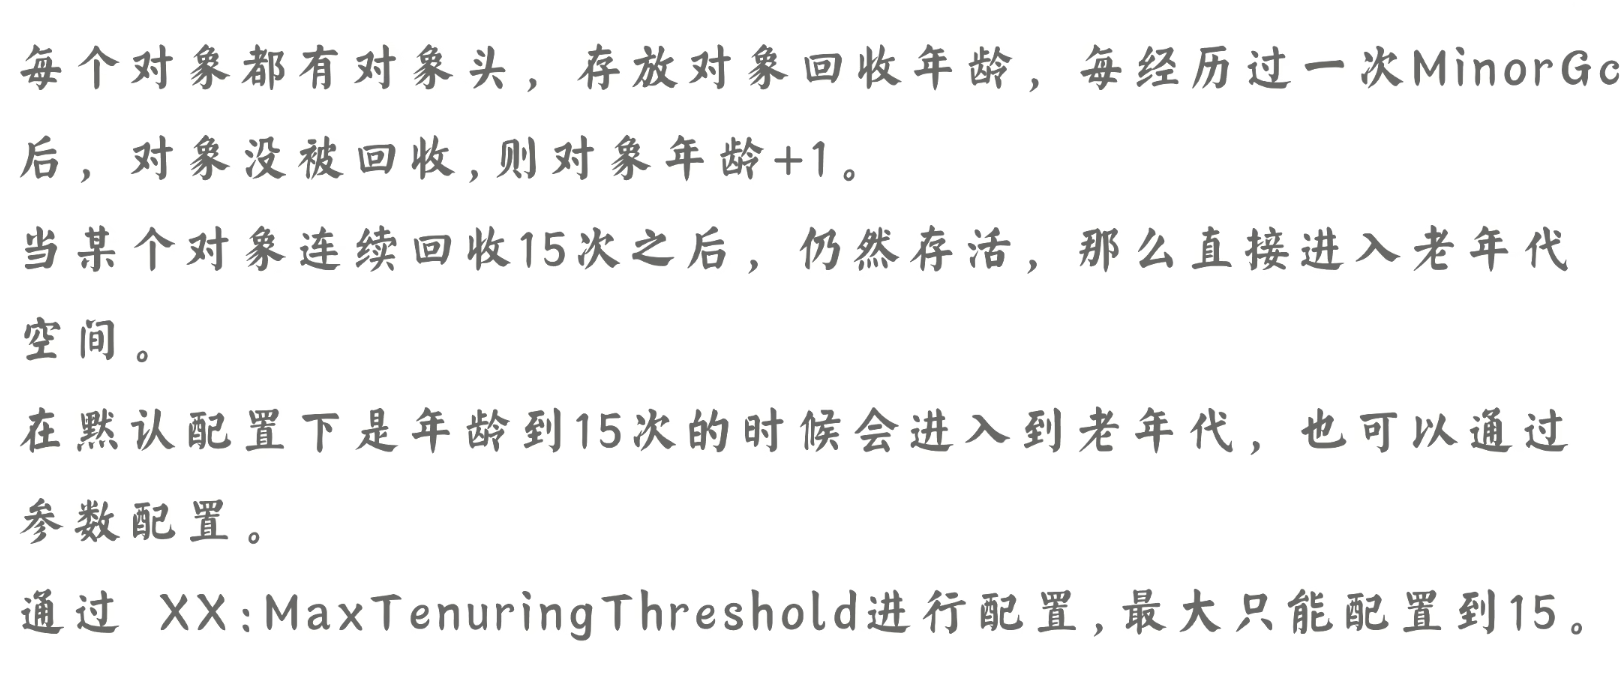 每个对象都有对象头，存放对象回收年龄，每经历过一次MinorGc
后，对象没被回收,则对象年龄+1。
当某个对象连续回收15次之后，仍然存活，那么直接进入老年代
空间。
在默认配置下是年龄到15次的时候会进入到老年代，也可以通过
参数配置。
通过 XX:MaxTenuringThreshold进行配置,最大只能配置到15。